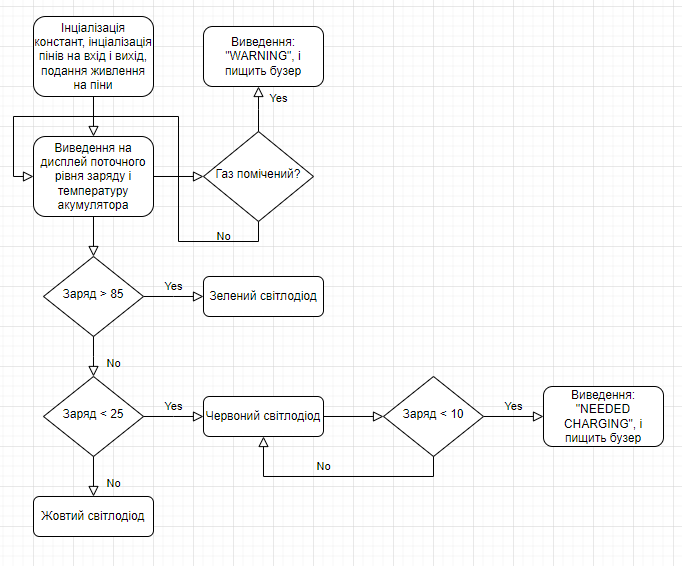 Інціалізація
констант, інціалізація
пінів на вхід і вихід,
подання живлення
на піни
Виведення:
"WARNING", і
пищить бузер
Yes
Виведення на
дисплей поточного
рівня заряду і
температуру
акумулятора
Газ помічений?
No
Заряд > 85
Yes
Зелений світлодіод
No
Заряд < 25
Yes
Червоний світлодіод
Заряд < 10
Yes
Виведення:
"NEEDED
CHARGING", і
пищить бузер
No
No
Жовтий світлодіод